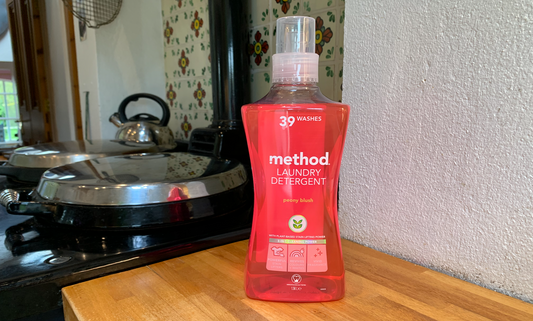 39 WASHES
method
LAUNDRY
DETERGENT
peony blush